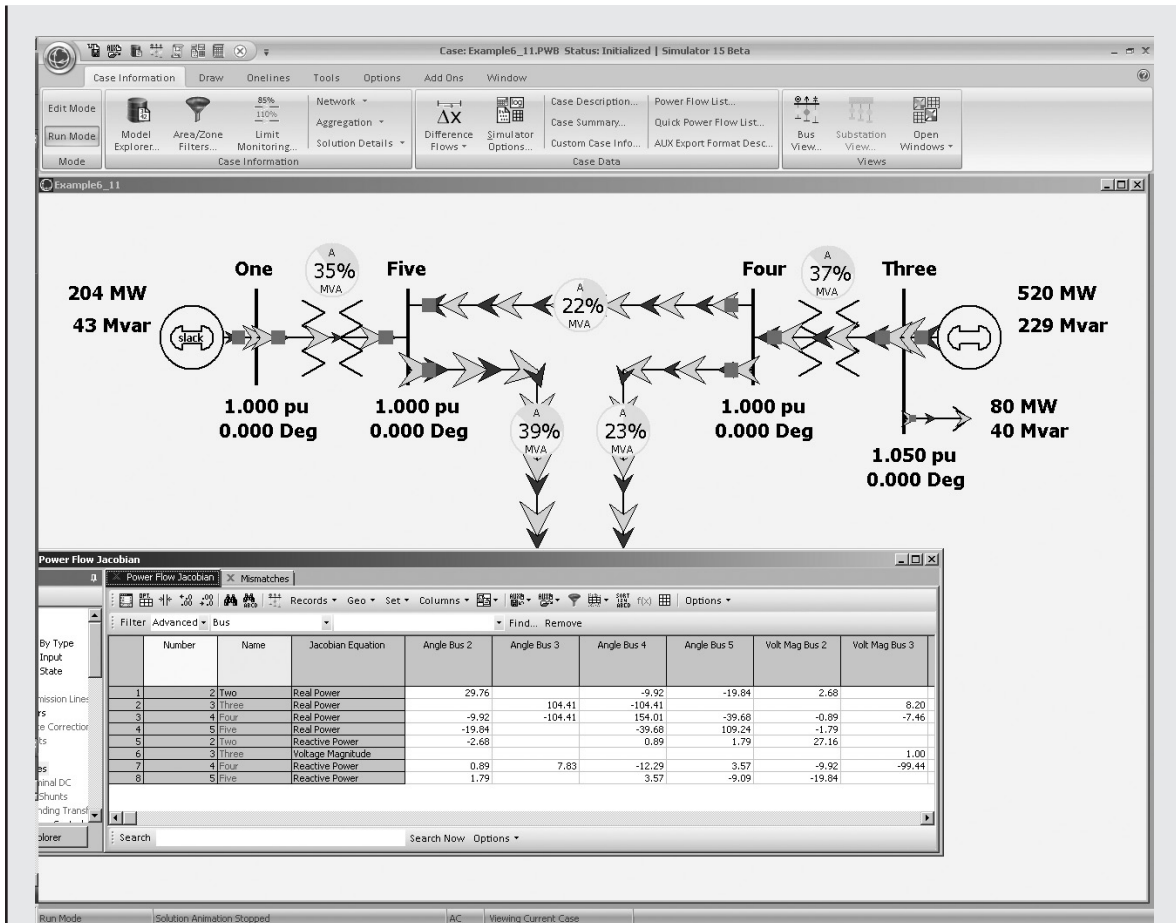 Case: Example6_11.PWB Status: Initialized | Simulator 15 Beta
Case Information Draw Onelines Tools Options Add Ons Window
Edit Mode
Run Mode
Mode
Model Explorer...
Area/Zone Filters...
85%
110%
Limit Monitoring...
Network
Aggregation
Solution Details
Case Information
ΔX
Difference Flows
Simulator Options...
Case Description...
Case Summary...
Custom Case Info...
Power Flow List...
Quick Power Flow List...
AUX Export Format Desc...
Case Data
Bus View...
Substation View...
Open Windows
Views
Example6_11
One
A
35%
MVA
Five
Four
A
37%
MVA
Three
204 MW
43 Mvar
slack
A
22%
MVA
520 MW
229 Mvar
1.000 pu
0.000 Deg
1.000 pu
0.000 Deg
A
39%
MVA
A
23%
MVA
1.000 pu
0.000 Deg
80 MW
40 Mvar
1.050 pu
0.000 Deg
Power Flow Jacobian
X Power Flow Jacobian X Mismatches
Records Geo Set Columns f(x) Options
Filter Advanced Bus Find... Remove
By Type
Input
State
mission Lines
rs
e Correction
ts
es
minal DC
Shunts
nding Transf
plorer
Number Name Jacobian Equation Angle Bus 2 Angle Bus 3 Angle Bus 4 Angle Bus 5 Volt Mag Bus 2 Volt Mag Bus 3
1 2 Two Real Power 29.76 -9.92 -19.84 2.68
2 3 Three Real Power 104.41 -104.41 8.20
3 4 Four Real Power -9.92 -104.41 154.01 -39.68 -0.89 -7.46
4 5 Five Real Power -19.84 -39.68 109.24 -1.79
5 2 Two Reactive Power -2.68 0.89 1.79 27.16
6 3 Three Voltage Magnitude 1.00
7 4 Four Reactive Power 0.89 7.83 -12.29 3.57 -9.92 -99.44
8 5 Five Reactive Power 1.79 3.57 -9.09 -19.84
Search Search Now Options
Run Mode Solution Animation Stopped AC Viewing Current Case